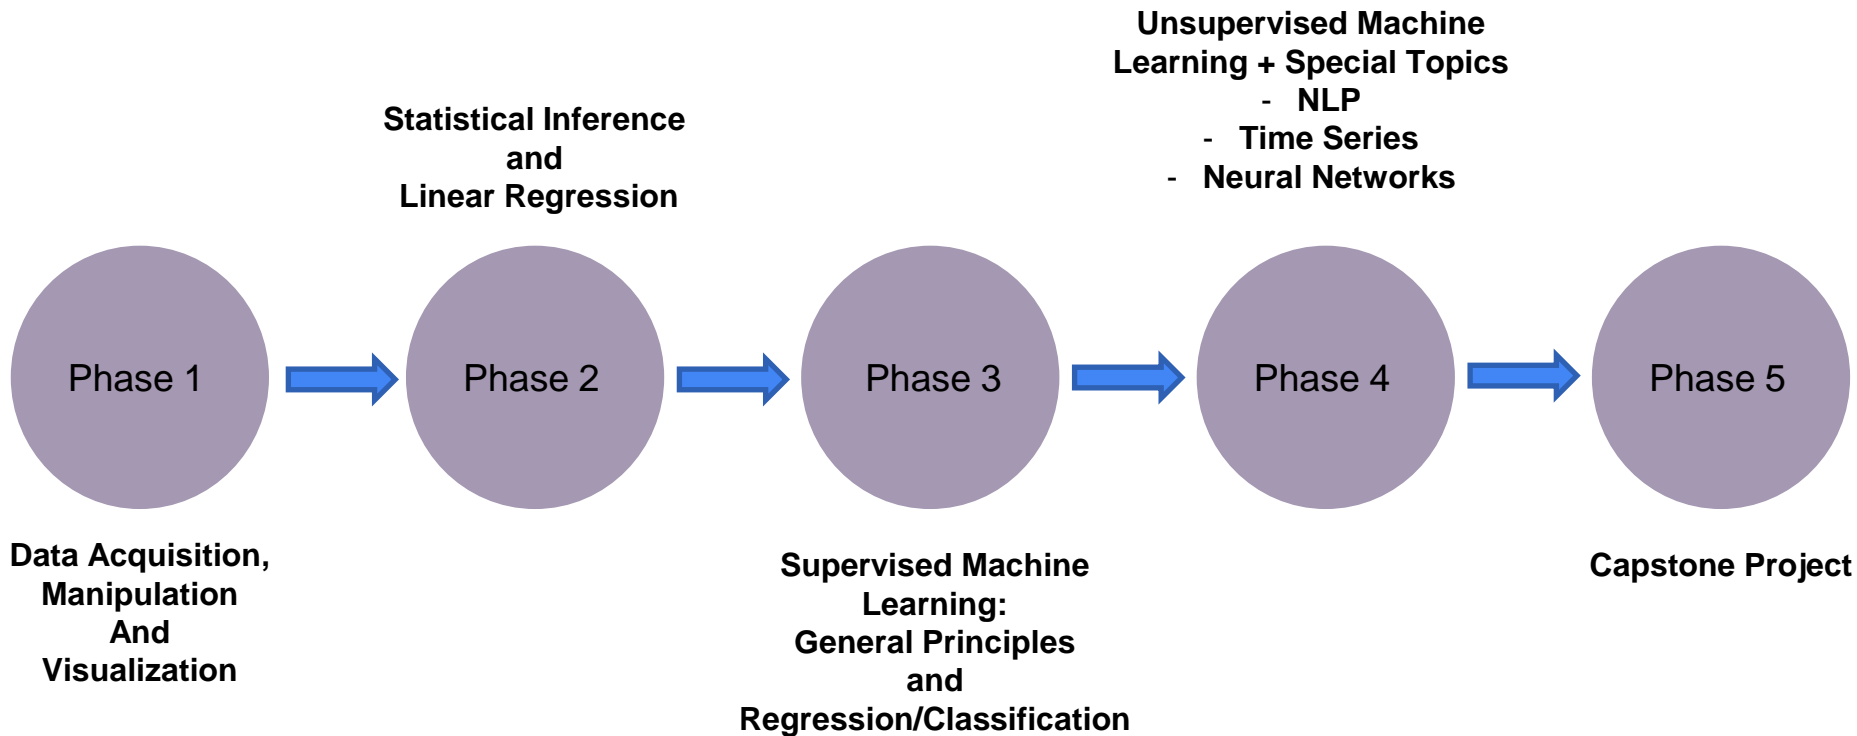 Unsupervised Machine
Learning + Special Topics
- NLP
- Time Series
- Neural Networks
Statistical Inference
and
Linear Regression
Phase 1
Phase 2
Phase 3
Phase 4
Phase 5
Data Acquisition,
Manipulation
And
Visualization
Supervised Machine
Learning:
General Principles
and
Regression/Classification
Capstone Project